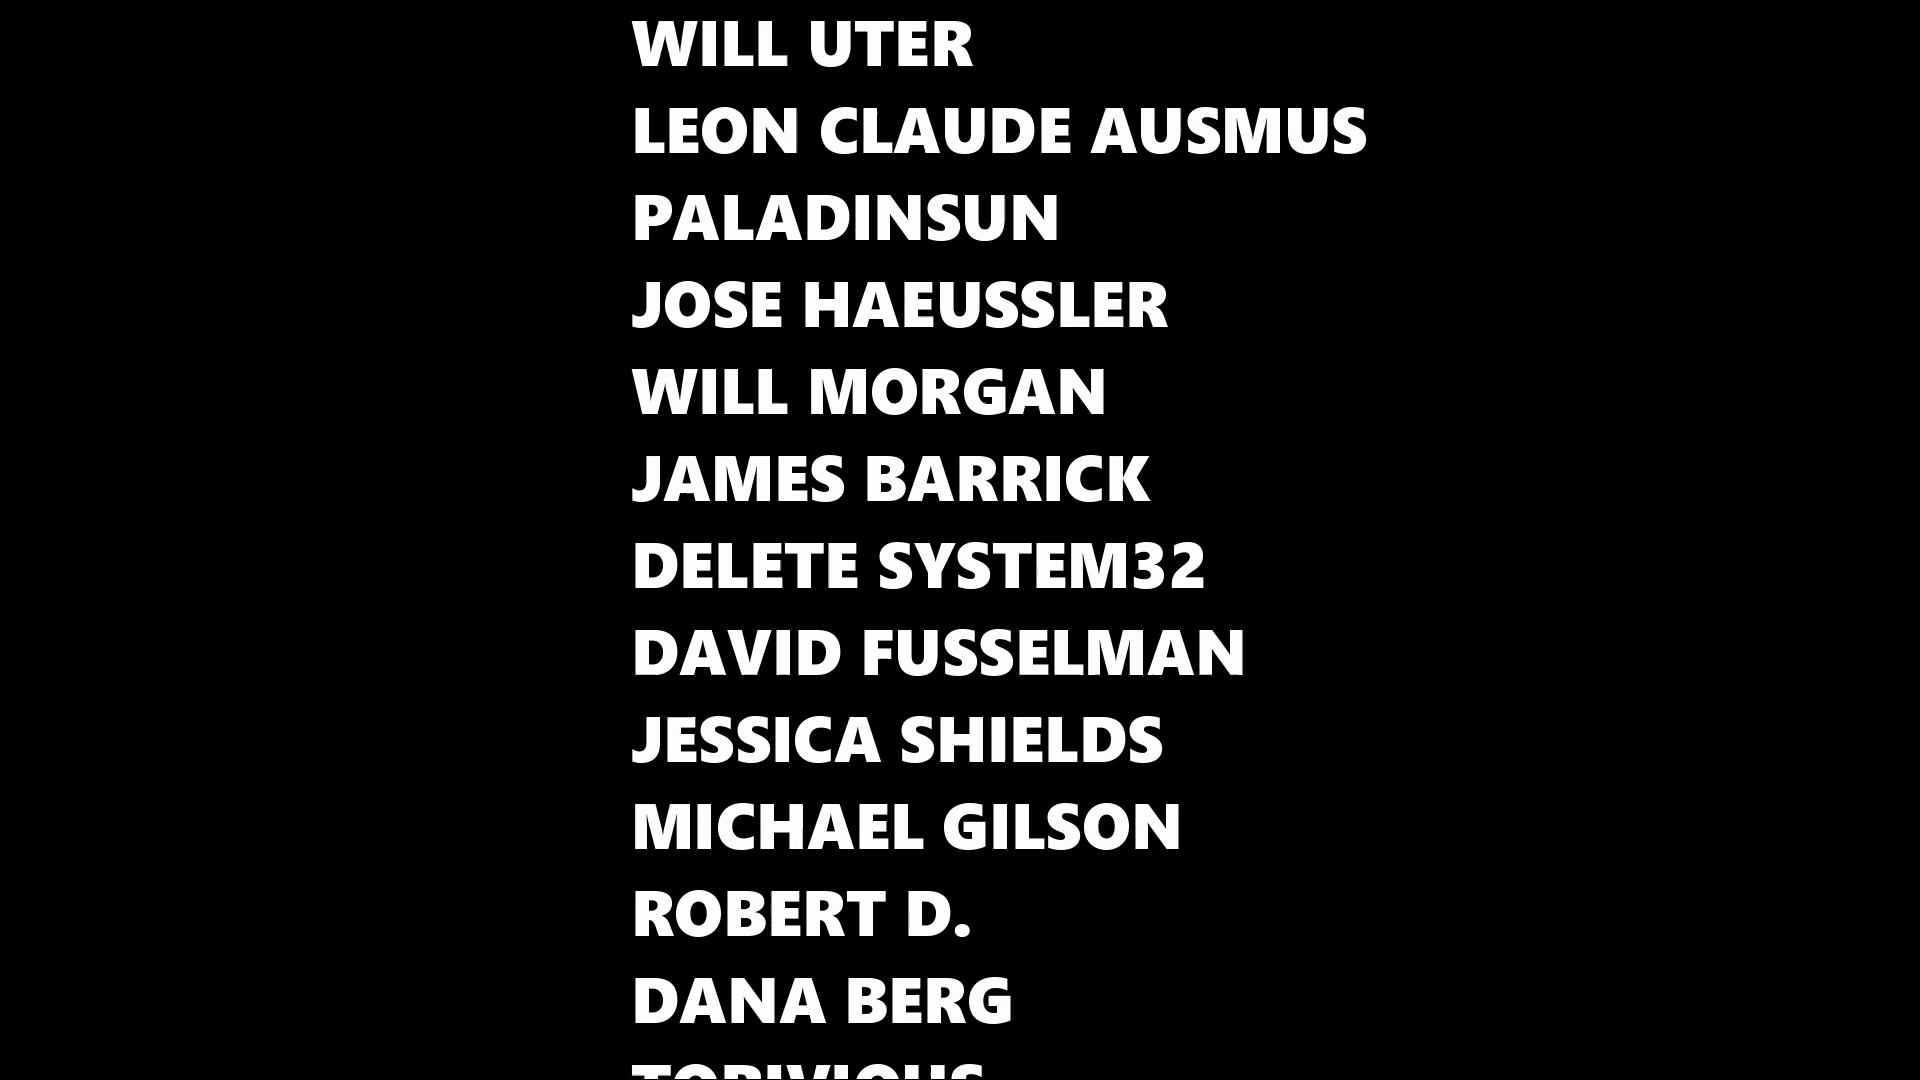 WILL UTER
LEON CLAUDE AUSMUS
PALADINSUN
JOSE HAEUSSLER
WILL MORGAN
JAMES BARRICK
DELETE SYSTEM32
DAVID FUSSELMAN
JESSICA SHIELDS
MICHAEL GILSON
ROBERT D.
DANA BERG